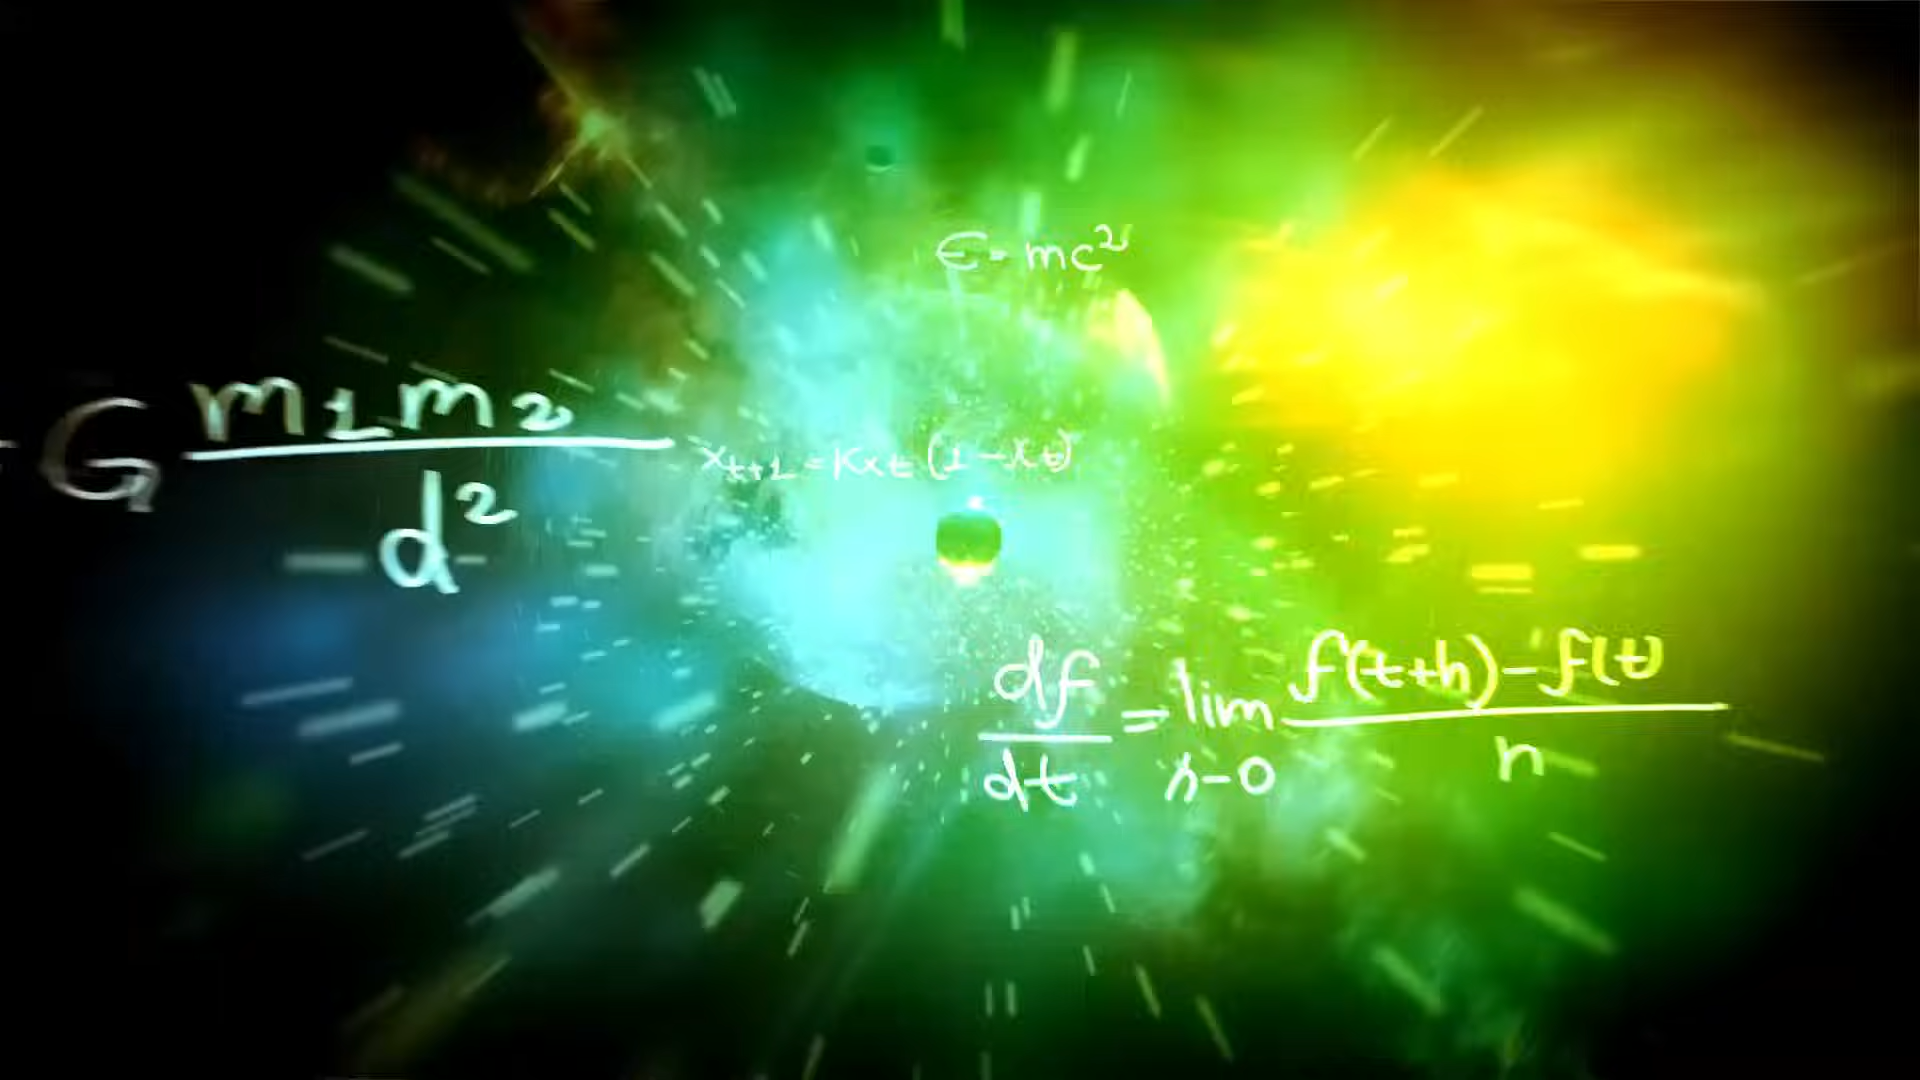 E=mc²
G m₁m₂
d²
xₜ₊₁=kxₜ(1-xₜ)
df/dt = lim h→0 f(t+h)-f(t)/h